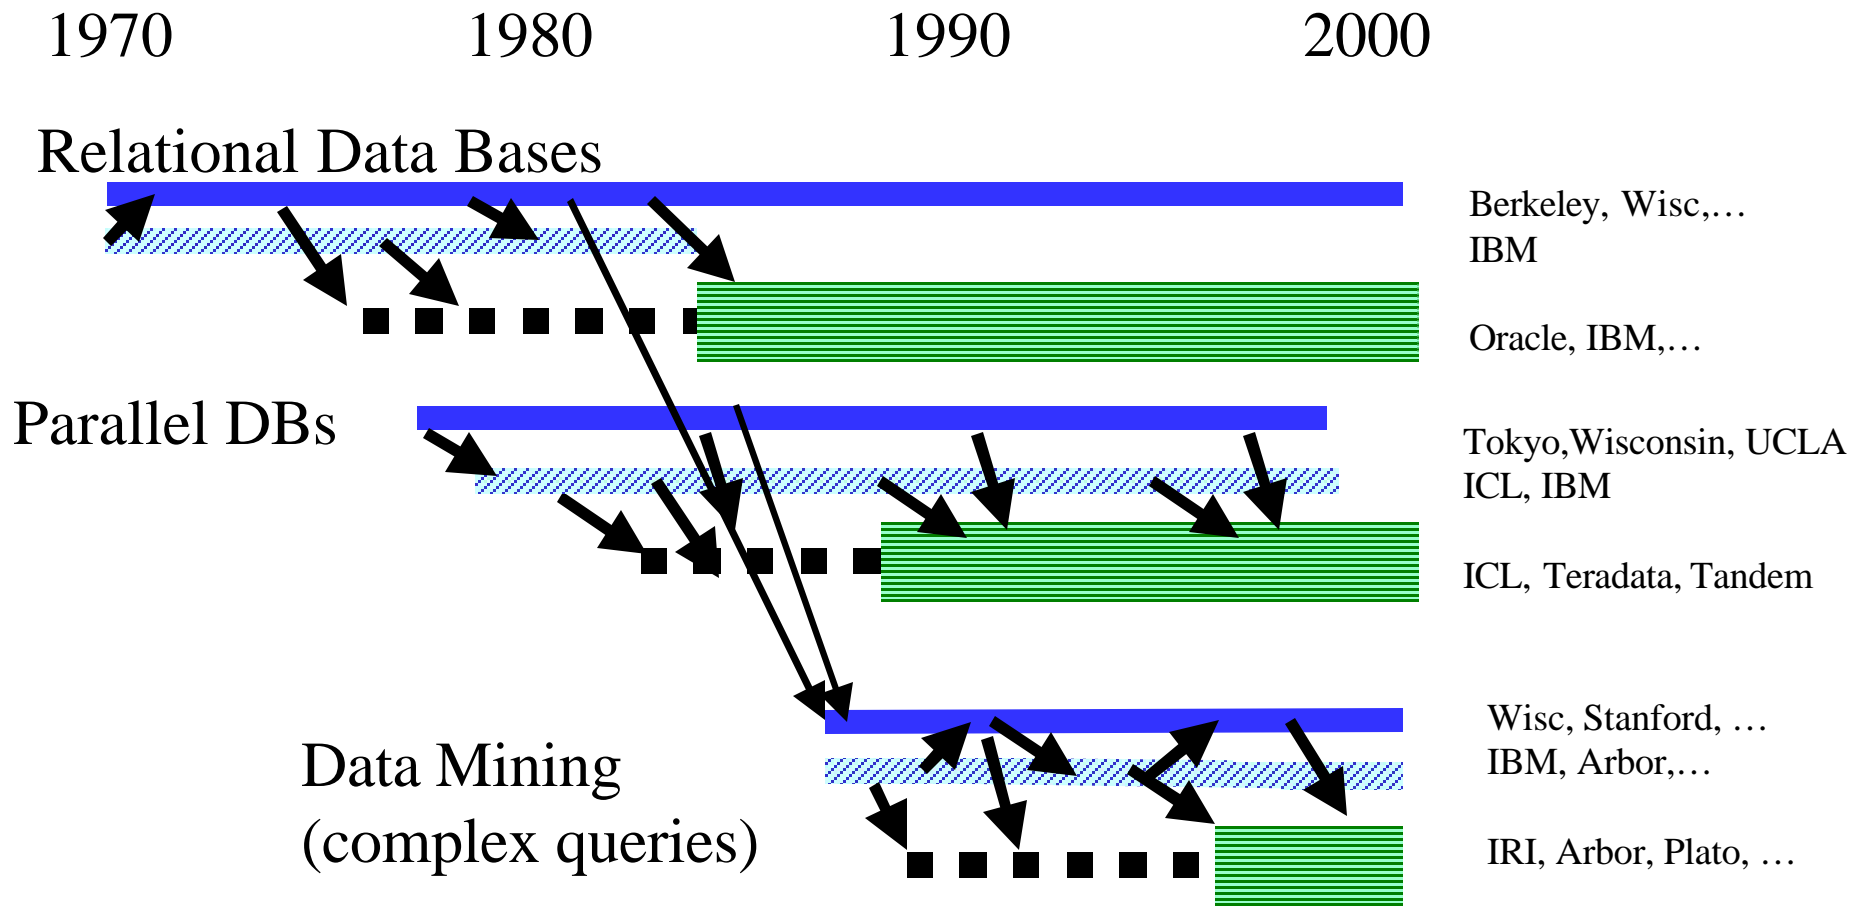 1970 1980 1990 2000
Relational Data Bases
Berkeley, Wisc,…
IBM
Oracle, IBM,…
Parallel DBs
Tokyo,Wisconsin, UCLA
ICL, IBM
ICL, Teradata, Tandem
Data Mining
(complex queries)
Wisc, Stanford, …
IBM, Arbor,…
IRI, Arbor, Plato, …